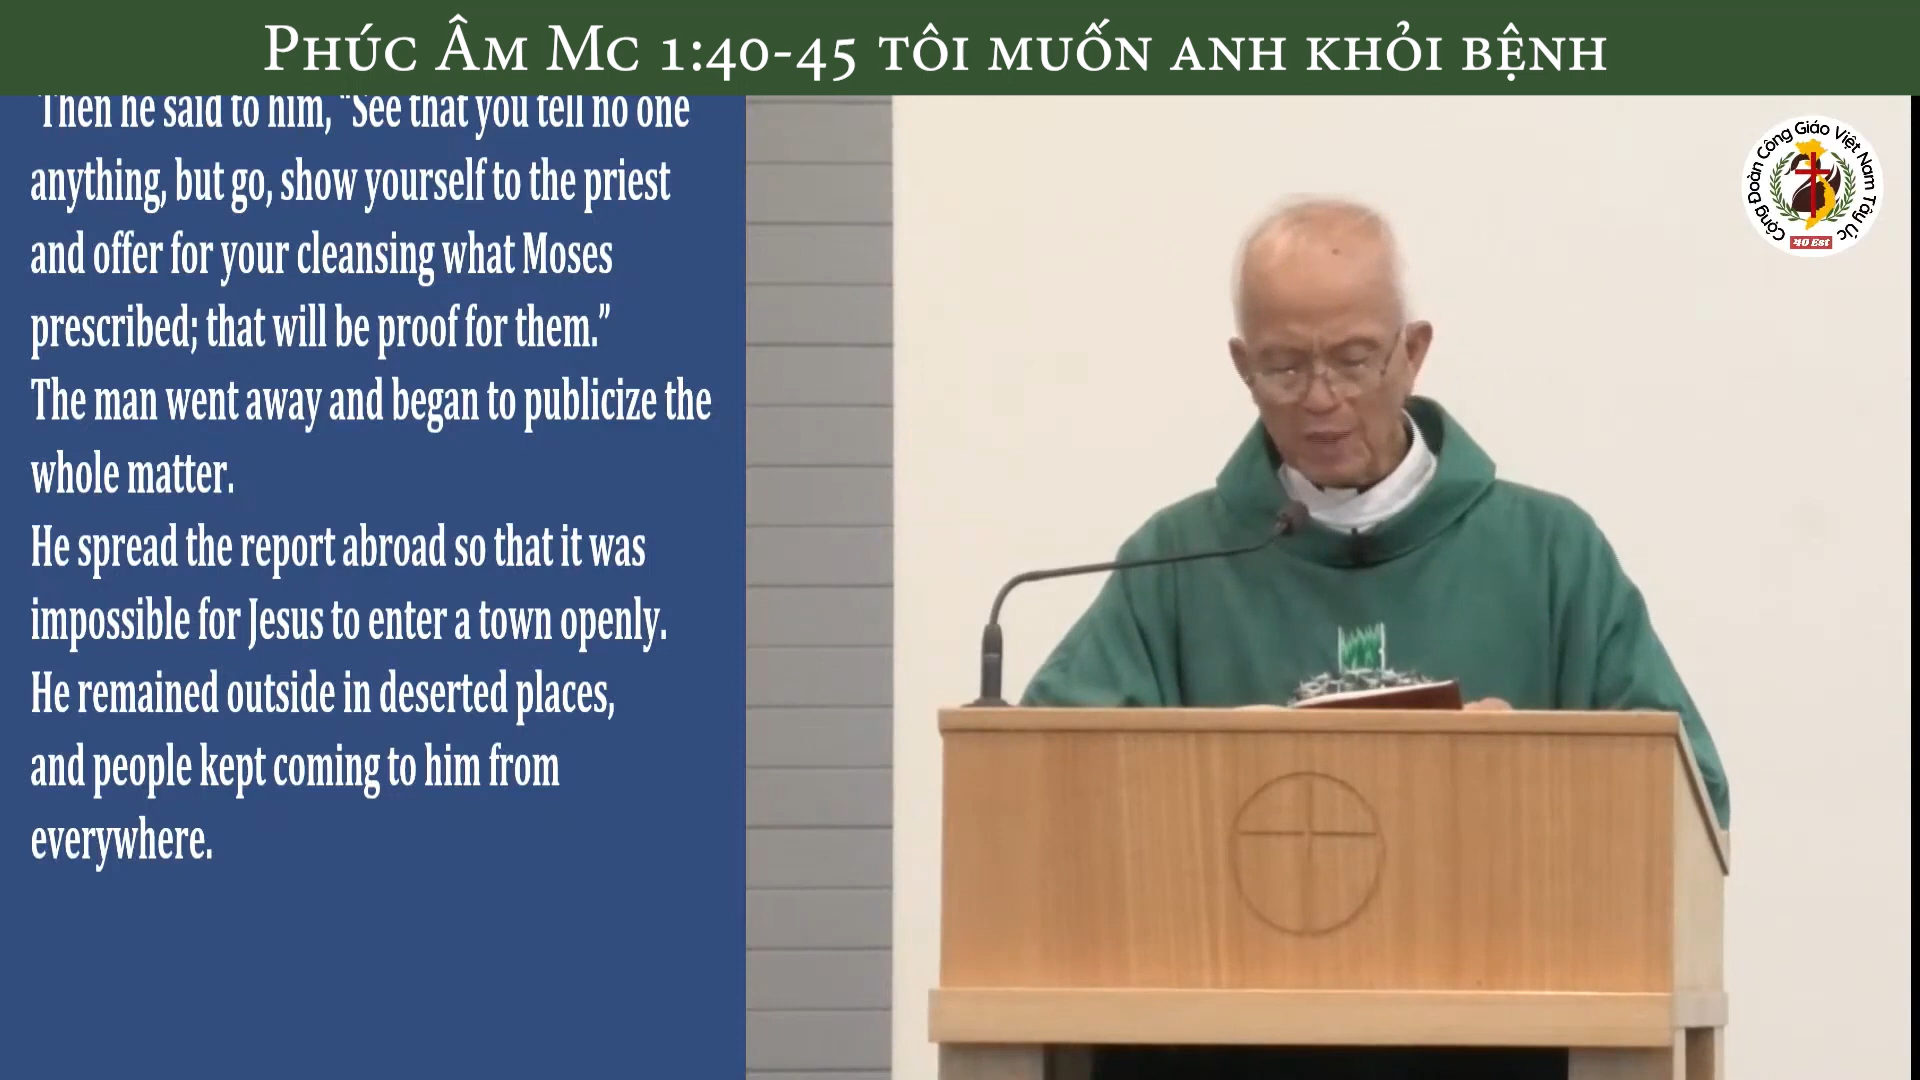 Phúc Âm Mc 1:40-45 tôi muốn anh khỏi bệnh
Then he said to him, “See that you tell no one
anything, but go, show yourself to the priest
and offer for your cleansing what Moses
prescribed; that will be proof for them.”
The man went away and began to publicize the
whole matter.
He spread the report abroad so that it was
impossible for Jesus to enter a town openly.
He remained outside in deserted places,
and people kept coming to him from
everywhere.
Cộng Đoàn Công Giáo Việt Nam Tây Úc
40 Est